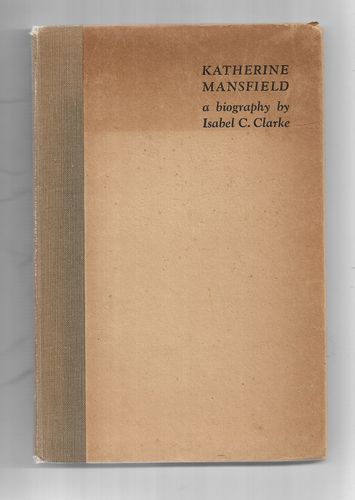 KATHERINE
MANSFIELD
a biography by
Isabel C. Clarke